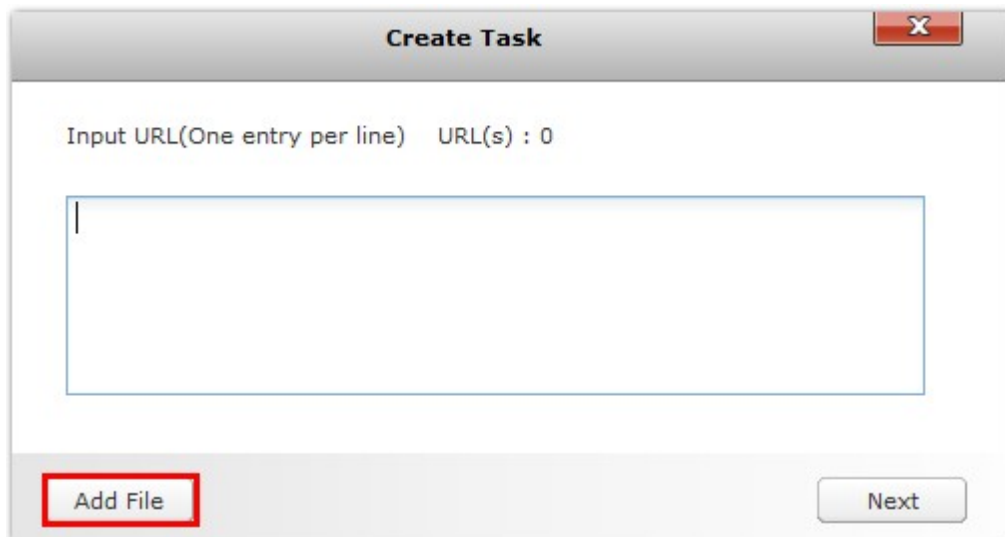 Create Task
X
Input URL(One entry per line) URL(s) : 0
Add File
Next